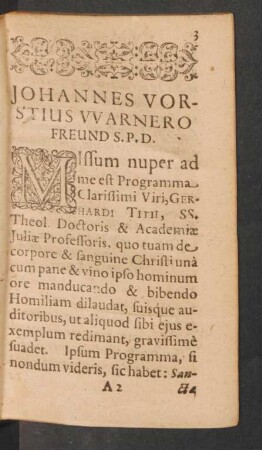 3
JOHANNES VOR-
STIUS VVARNERO
FREUND S.P.D.
MIssum nuper ad
me est Programma
Clarissimi Viri, GER-
HARDI TITII, SS.
Theol Doctoris & Academiæ
Juliæ Professoris. quo tuam de
corpore & sanguine Christi unà
cum pane & vino ipso hominum
ore manducando & bibendo
Homiliam dilaudat, suisque au-
ditoribus, ut aliquod sibi ejus e-
xemplum redimant, gravissimè
suadet. Ipsum Programma, si
nondum videris, sic habet: San-
A 2 ctæ